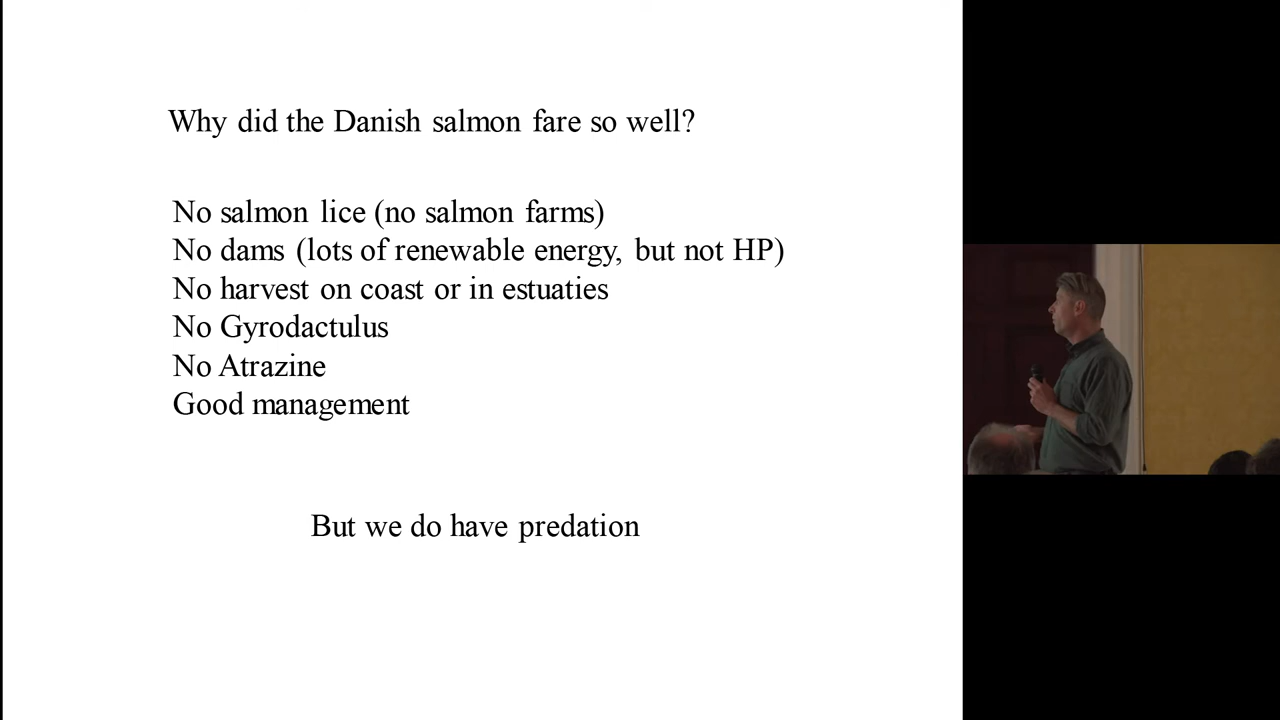 Why did the Danish salmon fare so well?
No salmon lice (no salmon farms)
No dams (lots of renewable energy, but not HP)
No harvest on coast or in estuaties
No Gyrodactulus
No Atrazine
Good management
But we do have predation